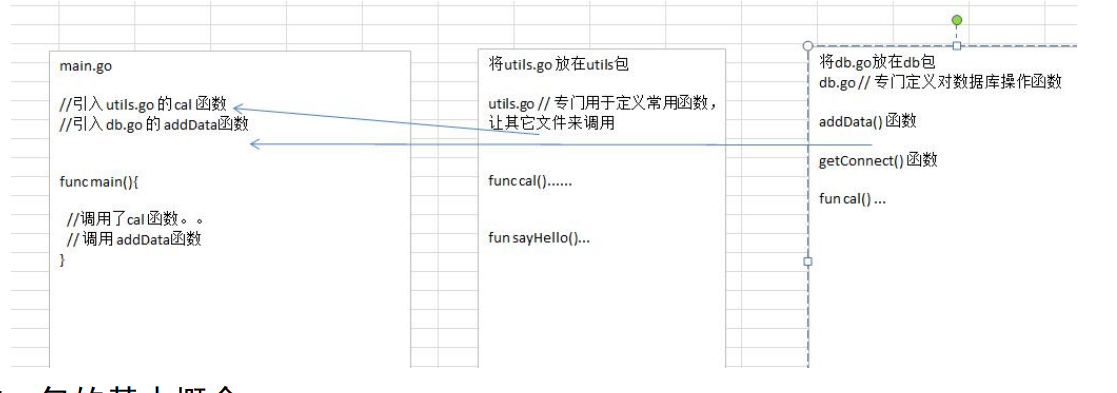 main.go
//引入 utils.go 的 cal 函数
//引入 db.go 的 addData函数
func main(){
//调用了cal 函数。。
// 调用 addData函数
}
将utils.go 放在utils包
utils.go // 专门用于定义常用函数，
让其它文件来调用
func cal()......
fun sayHello()...
将db.go放在db包
db.go // 专门定义对数据库操作函数
addData() 函数
getConnect() 函数
fun cal() ...
包的基本概念